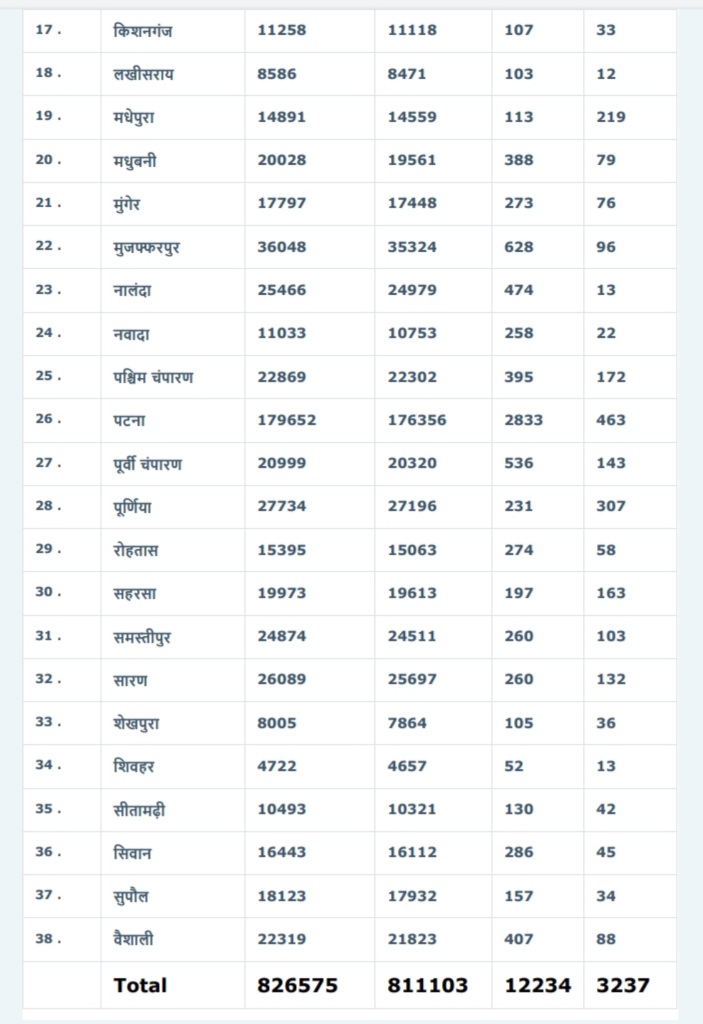 17 . किशनगंज 11258 11118 107 33
18 . लखीसराय 8586 8471 103 12
19 . मधेपुरा 14891 14559 113 219
20 . मधुबनी 20028 19561 388 79
21 . मुंगेर 17797 17448 273 76
22 . मुजफ्फरपुर 36048 35324 628 96
23 . नालंदा 25466 24979 474 13
24 . नवादा 11033 10753 258 22
25 . पश्चिम चंपारण 22869 22302 395 172
26 . पटना 179652 176356 2833 463
27 . पूर्वी चंपारण 20999 20320 536 143
28 . पूर्णिया 27734 27196 231 307
29 . रोहतास 15395 15063 274 58
30 . सहरसा 19973 19613 197 163
31 . समस्तीपुर 24874 24511 260 103
32 . सारण 26089 25697 260 132
33 . शेखपुरा 8005 7864 105 36
34 . शिवहर 4722 4657 52 13
35 . सीतामढ़ी 10493 10321 130 42
36 . सिवान 16443 16112 286 45
37 . सुपौल 18123 17932 157 34
38 . वैशाली 22319 21823 407 88
Total 826575 811103 12234 3237